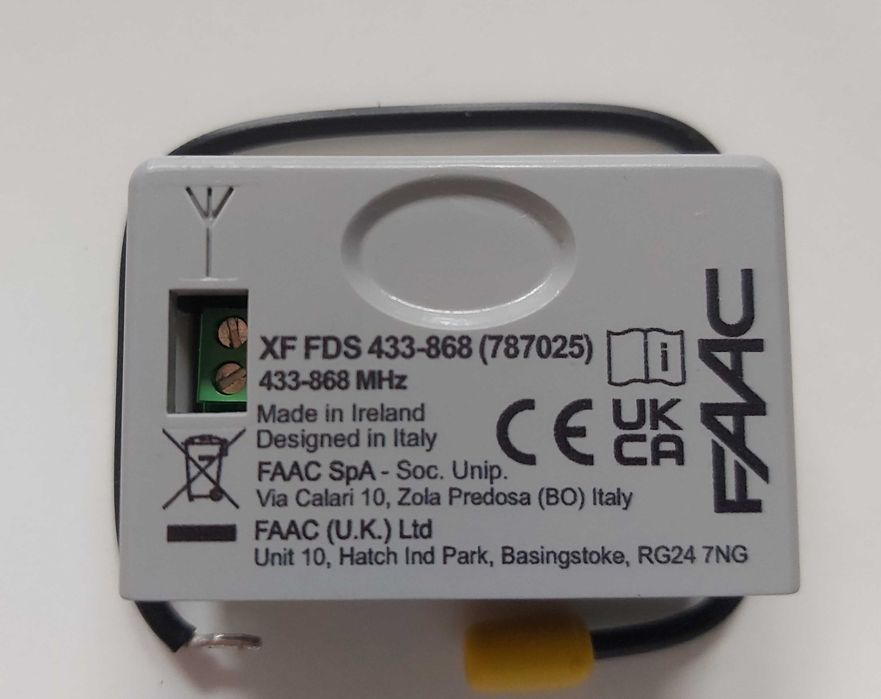 XF FDS 433-868 (787025)
433-868 MHz
Made in Ireland
Designed in Italy
CE
UK
CA
FAAC
FAAC SpA - Soc. Unip.
Via Calari 10, Zola Predosa (BO) Italy
FAAC (U.K.) Ltd
Unit 10, Hatch Ind Park, Basingstoke, RG24 7NG